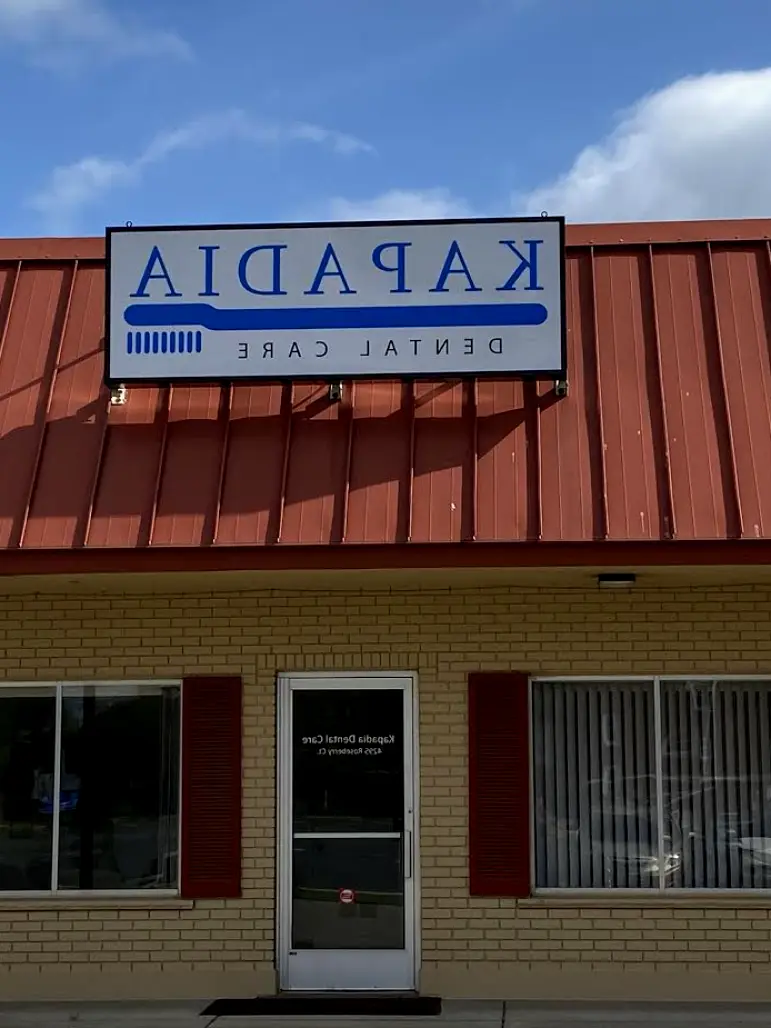 KAPADIA
DENTAL CARE
Kapadia Dental Care
4295 Roseberry Ct.